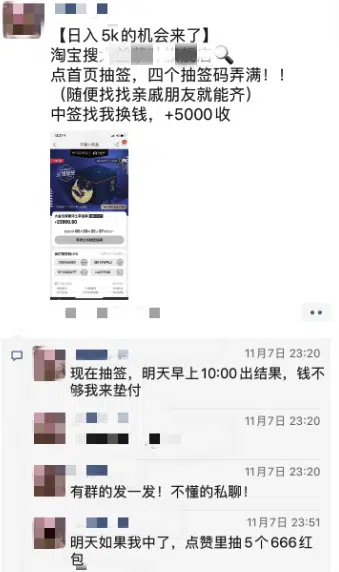 【日入5k的机会来了】
淘宝搜
点首页抽签，四个抽签码弄满！！
（随便找找亲戚朋友就能齐）
中签找我换钱，+5000收
11月7日 23:20
现在抽签，明天早上10:00出结果，钱不
够我来垫付
11月7日 23:20
11月7日 23:20
有群的发一发！不懂的私聊！
11月7日 23:51
明天如果我中了，点赞里抽5个666红
包